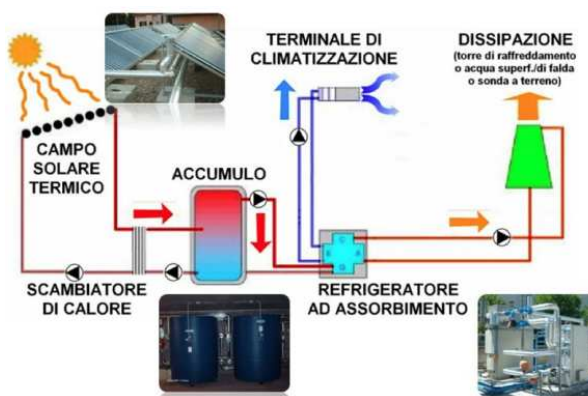 TERMINALE DI
CLIMATIZZAZIONE
DISSIPAZIONE
(torre di raffreddamento
o acqua superf./di falda
o sonda a terreno)
CAMPO
SOLARE
TERMICO
ACCUMULO
SCAMBIATORE
DI CALORE
REFRIGERATORE
AD ASSORBIMENTO